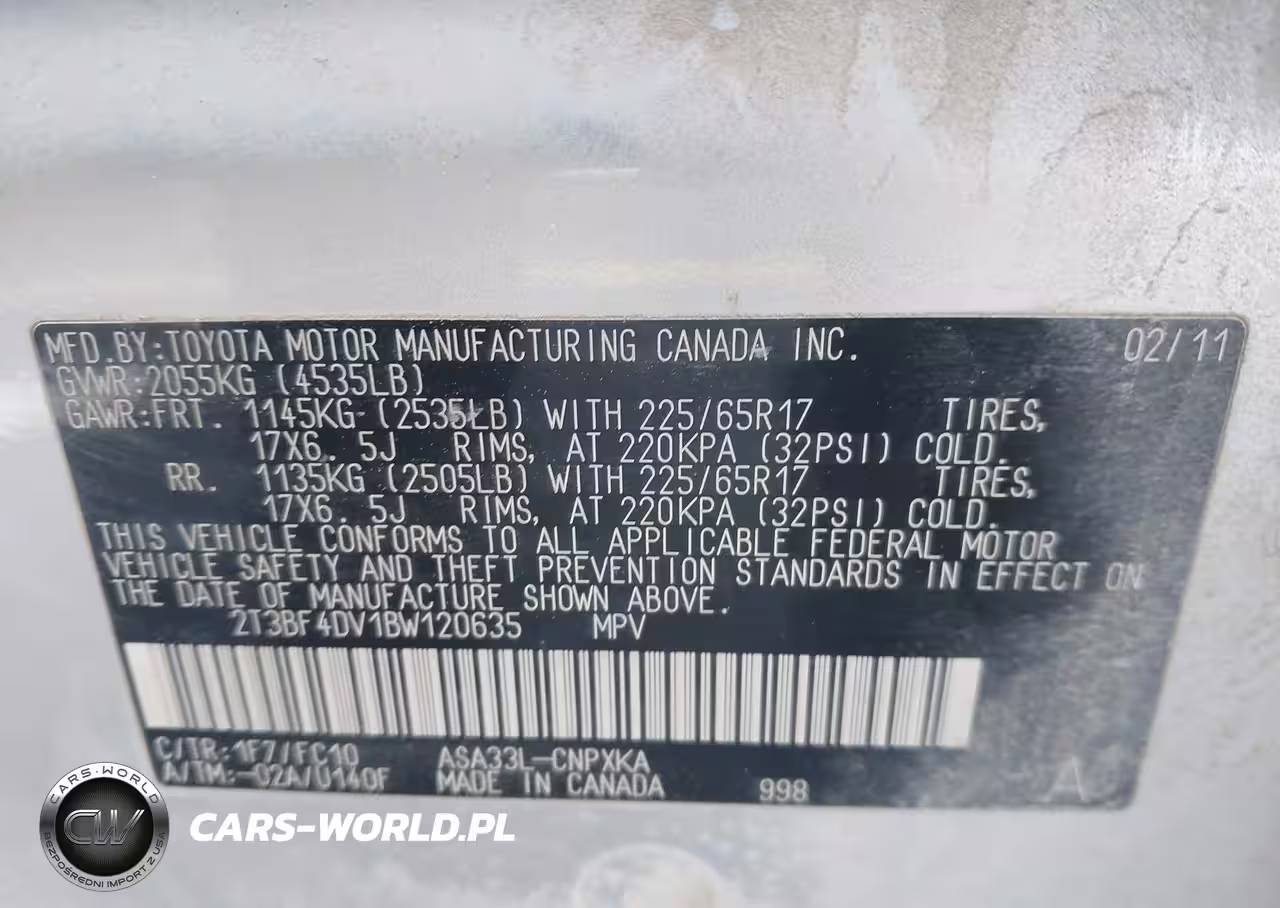 MFD.BY:TOYOTA MOTOR MANUFACTURING CANADA INC. 02/11
GVWR:2055KG (4535LB)
GAWR:FRT. 1145KG (2535LB) WITH 225/65R17 TIRES,
17X6.5J RIMS, AT 220KPA (32PSI) COLD.
RR. 1135KG (2505LB) WITH 225/65R17 TIRES,
17X6.5J RIMS, AT 220KPA (32PSI) COLD.
THIS VEHICLE CONFORMS TO ALL APPLICABLE FEDERAL MOTOR
VEHICLE SAFETY AND THEFT PREVENTION STANDARDS IN EFFECT ON
THE DATE OF MANUFACTURE SHOWN ABOVE.
2T3BF4DV1BW120635 MPV
C/TR:1F7/FC10 ASA33L-CNPXKA
A/TM:-02A/U140F MADE IN CANADA 998 A
CARS-WORLD
CW
BEZPOŚREDNI IMPORT Z USA
CARS-WORLD.PL